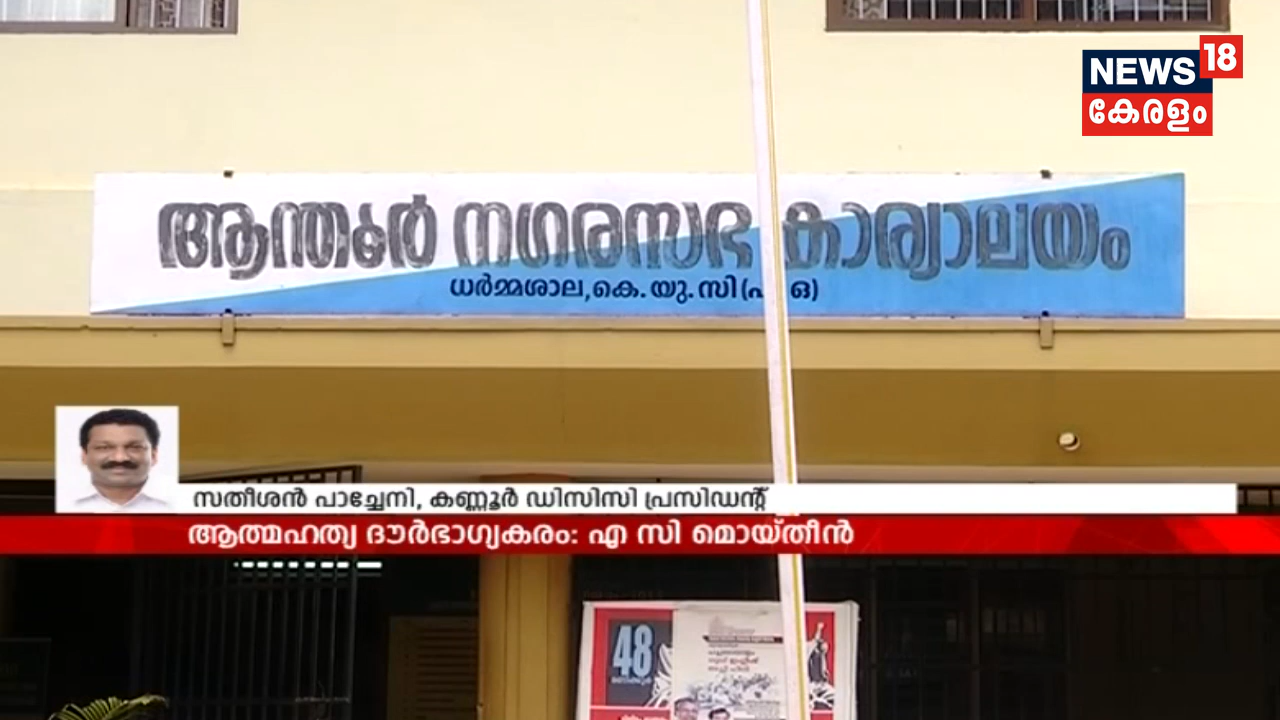 NEWS 18
കേരളം
ആന്തൂർ നഗരസഭ കാര്യാലയം
ധർമ്മശാല,കെ.യു.സി(പി ഒ)
സതീശൻ പാച്ചേനി, കണ്ണൂർ ഡിസിസി പ്രസിഡന്റ്
ആത്മഹത്യ ദൗർഭാഗ്യകരം: എ സി മൊയ്തീൻ
48